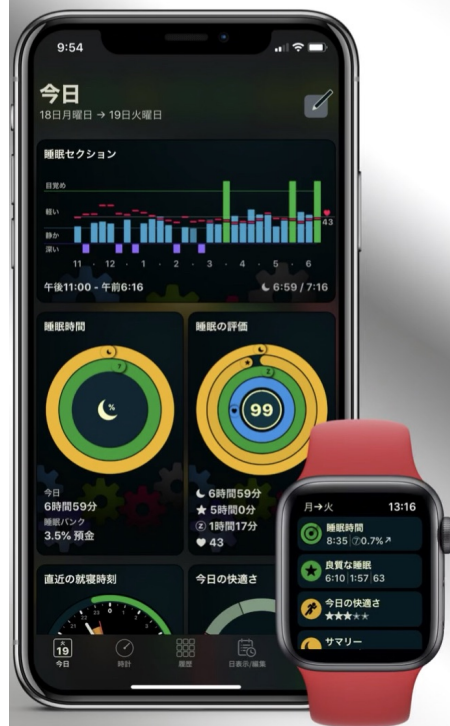 9:54
今日
18日月曜日 → 19日火曜日
睡眠セクション
目覚め
軽い
静か
深い
43
11 · 12 · 1 · 2 · 3 · 4 · 5 · 6
午後11:00 - 午前6:16
6:59 / 7:16
睡眠時間
睡眠の評価
%
7
z
99
今日
6時間59分
睡眠バンク
3.5% 預金
6時間59分
5時間0分
Z 1時間17分
43
直近の就寝時刻
今日の快適さ
0
火
19
今日
時計
履歴
日表示/編集
月→火
13:16
睡眠時間
8:35 ⑦0.7%↗
良質な睡眠
6:10 1:57 63
今日の快適さ
★★★★★
サマリー